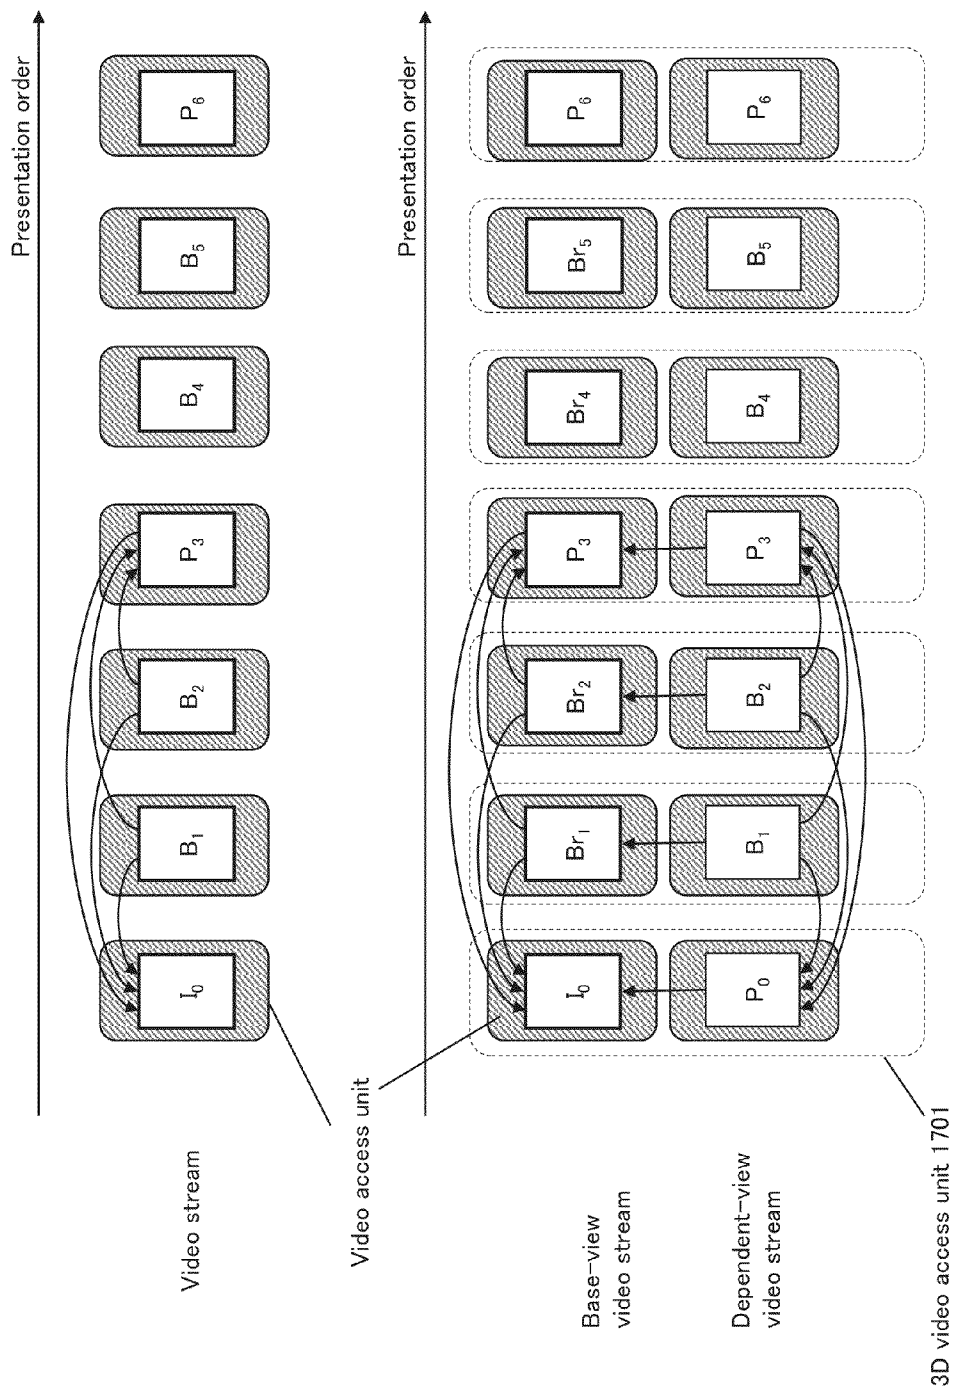 Presentation order
Video stream
I0
B1
B2
P3
B4
B5
P6
Video access unit
Presentation order
Base-view
video stream
I0
Br1
Br2
P3
Br4
Br5
P6
Dependent-view
video stream
P0
B1
B2
P3
B4
B5
P6
3D video access unit 1701